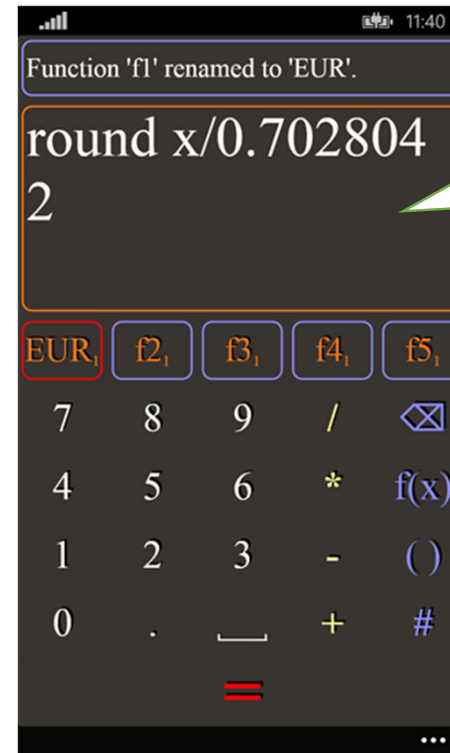 11:40
Function 'f1' renamed to 'EUR'.
round x/0.702804
2
EUR1 f21 f31 f41 f51
7 8 9 /
4 5 6 * f(x)
1 2 3 - ( )
0 . + #
=
...